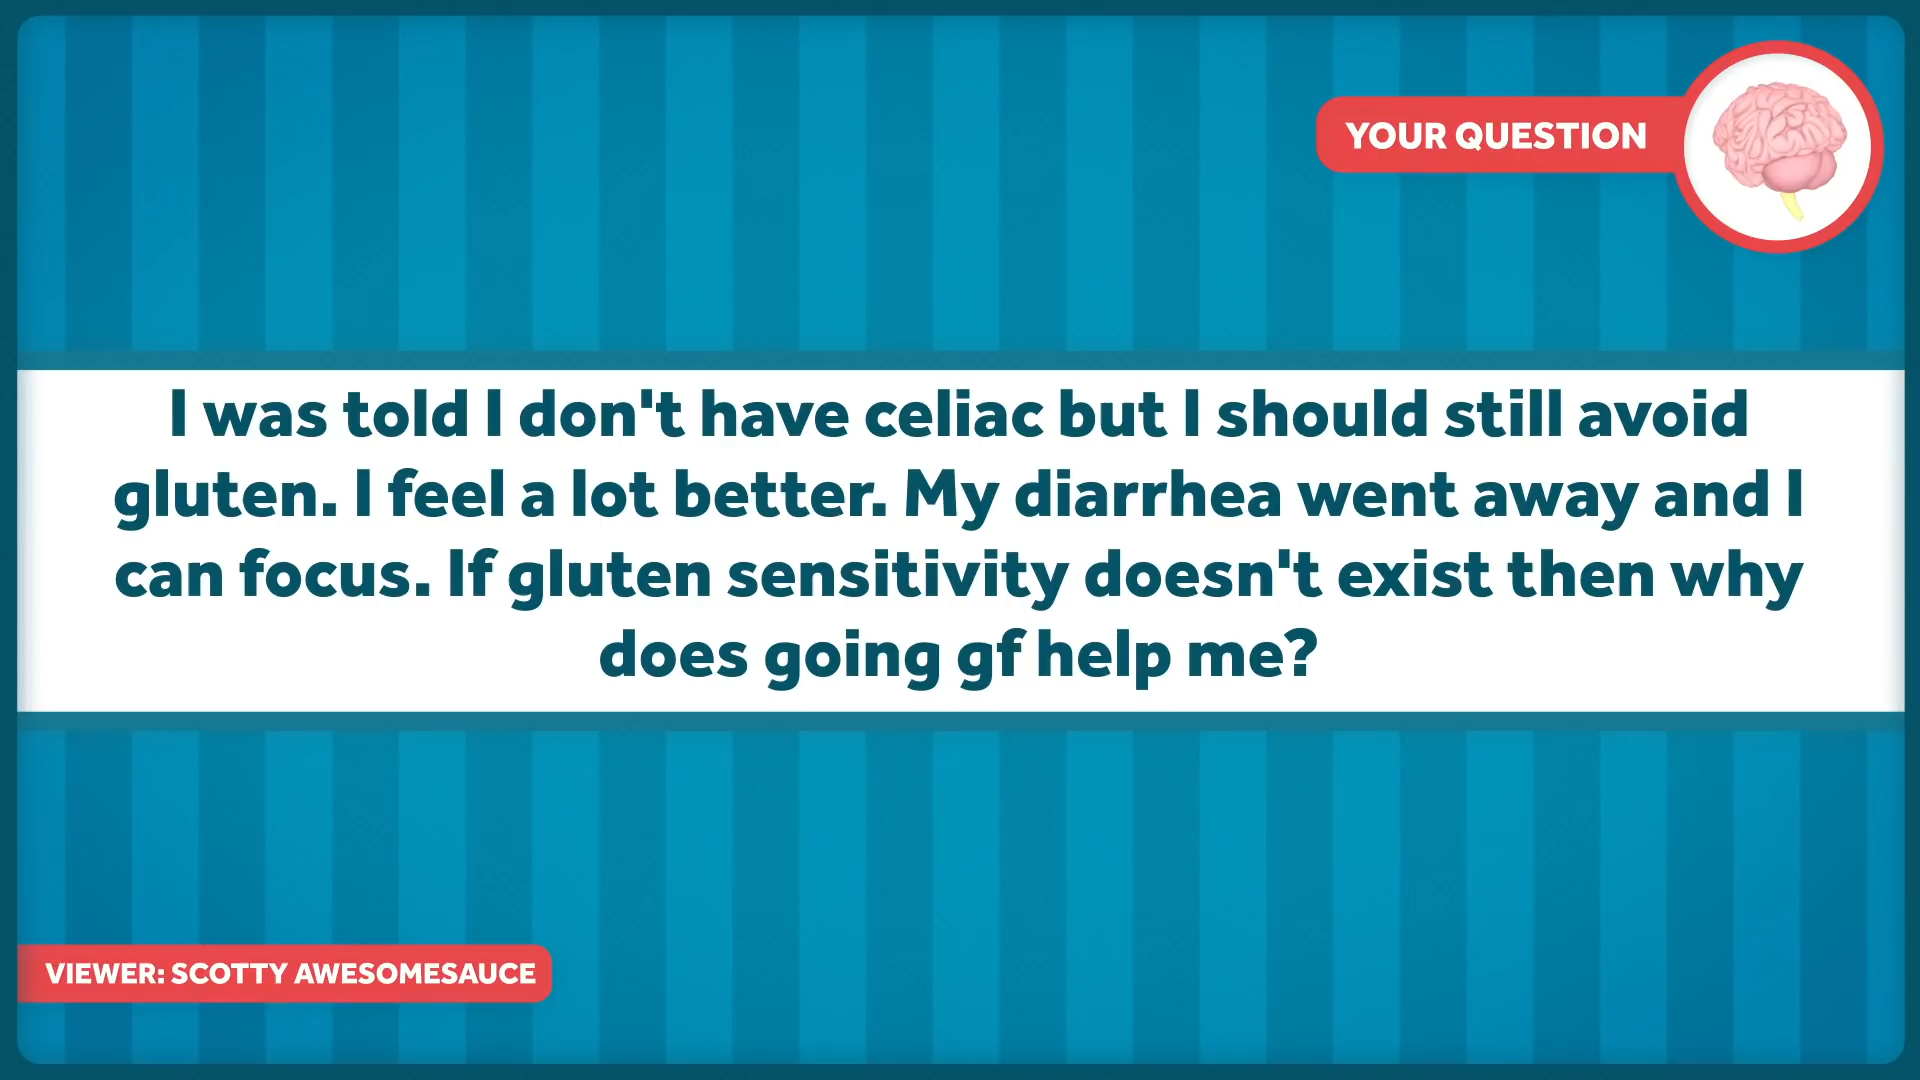 YOUR QUESTION
I was told I don't have celiac but I should still avoid
gluten. I feel a lot better. My diarrhea went away and I
can focus. If gluten sensitivity doesn't exist then why
does going gf help me?
VIEWER: SCOTTY AWESOMESAUCE